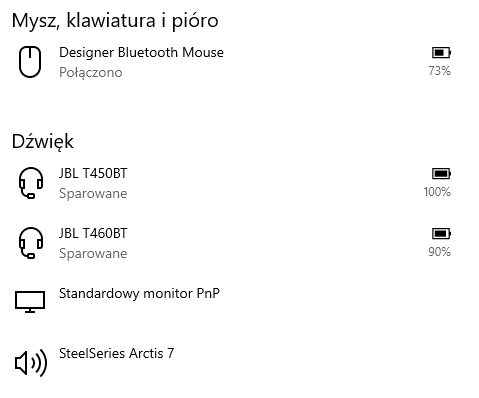 Mysz, klawiatura i pióro
Designer Bluetooth Mouse
Połączono
73%
Dźwięk
JBL T450BT
Sparowane
100%
JBL T460BT
Sparowane
90%
Standardowy monitor PnP
SteelSeries Arctis 7